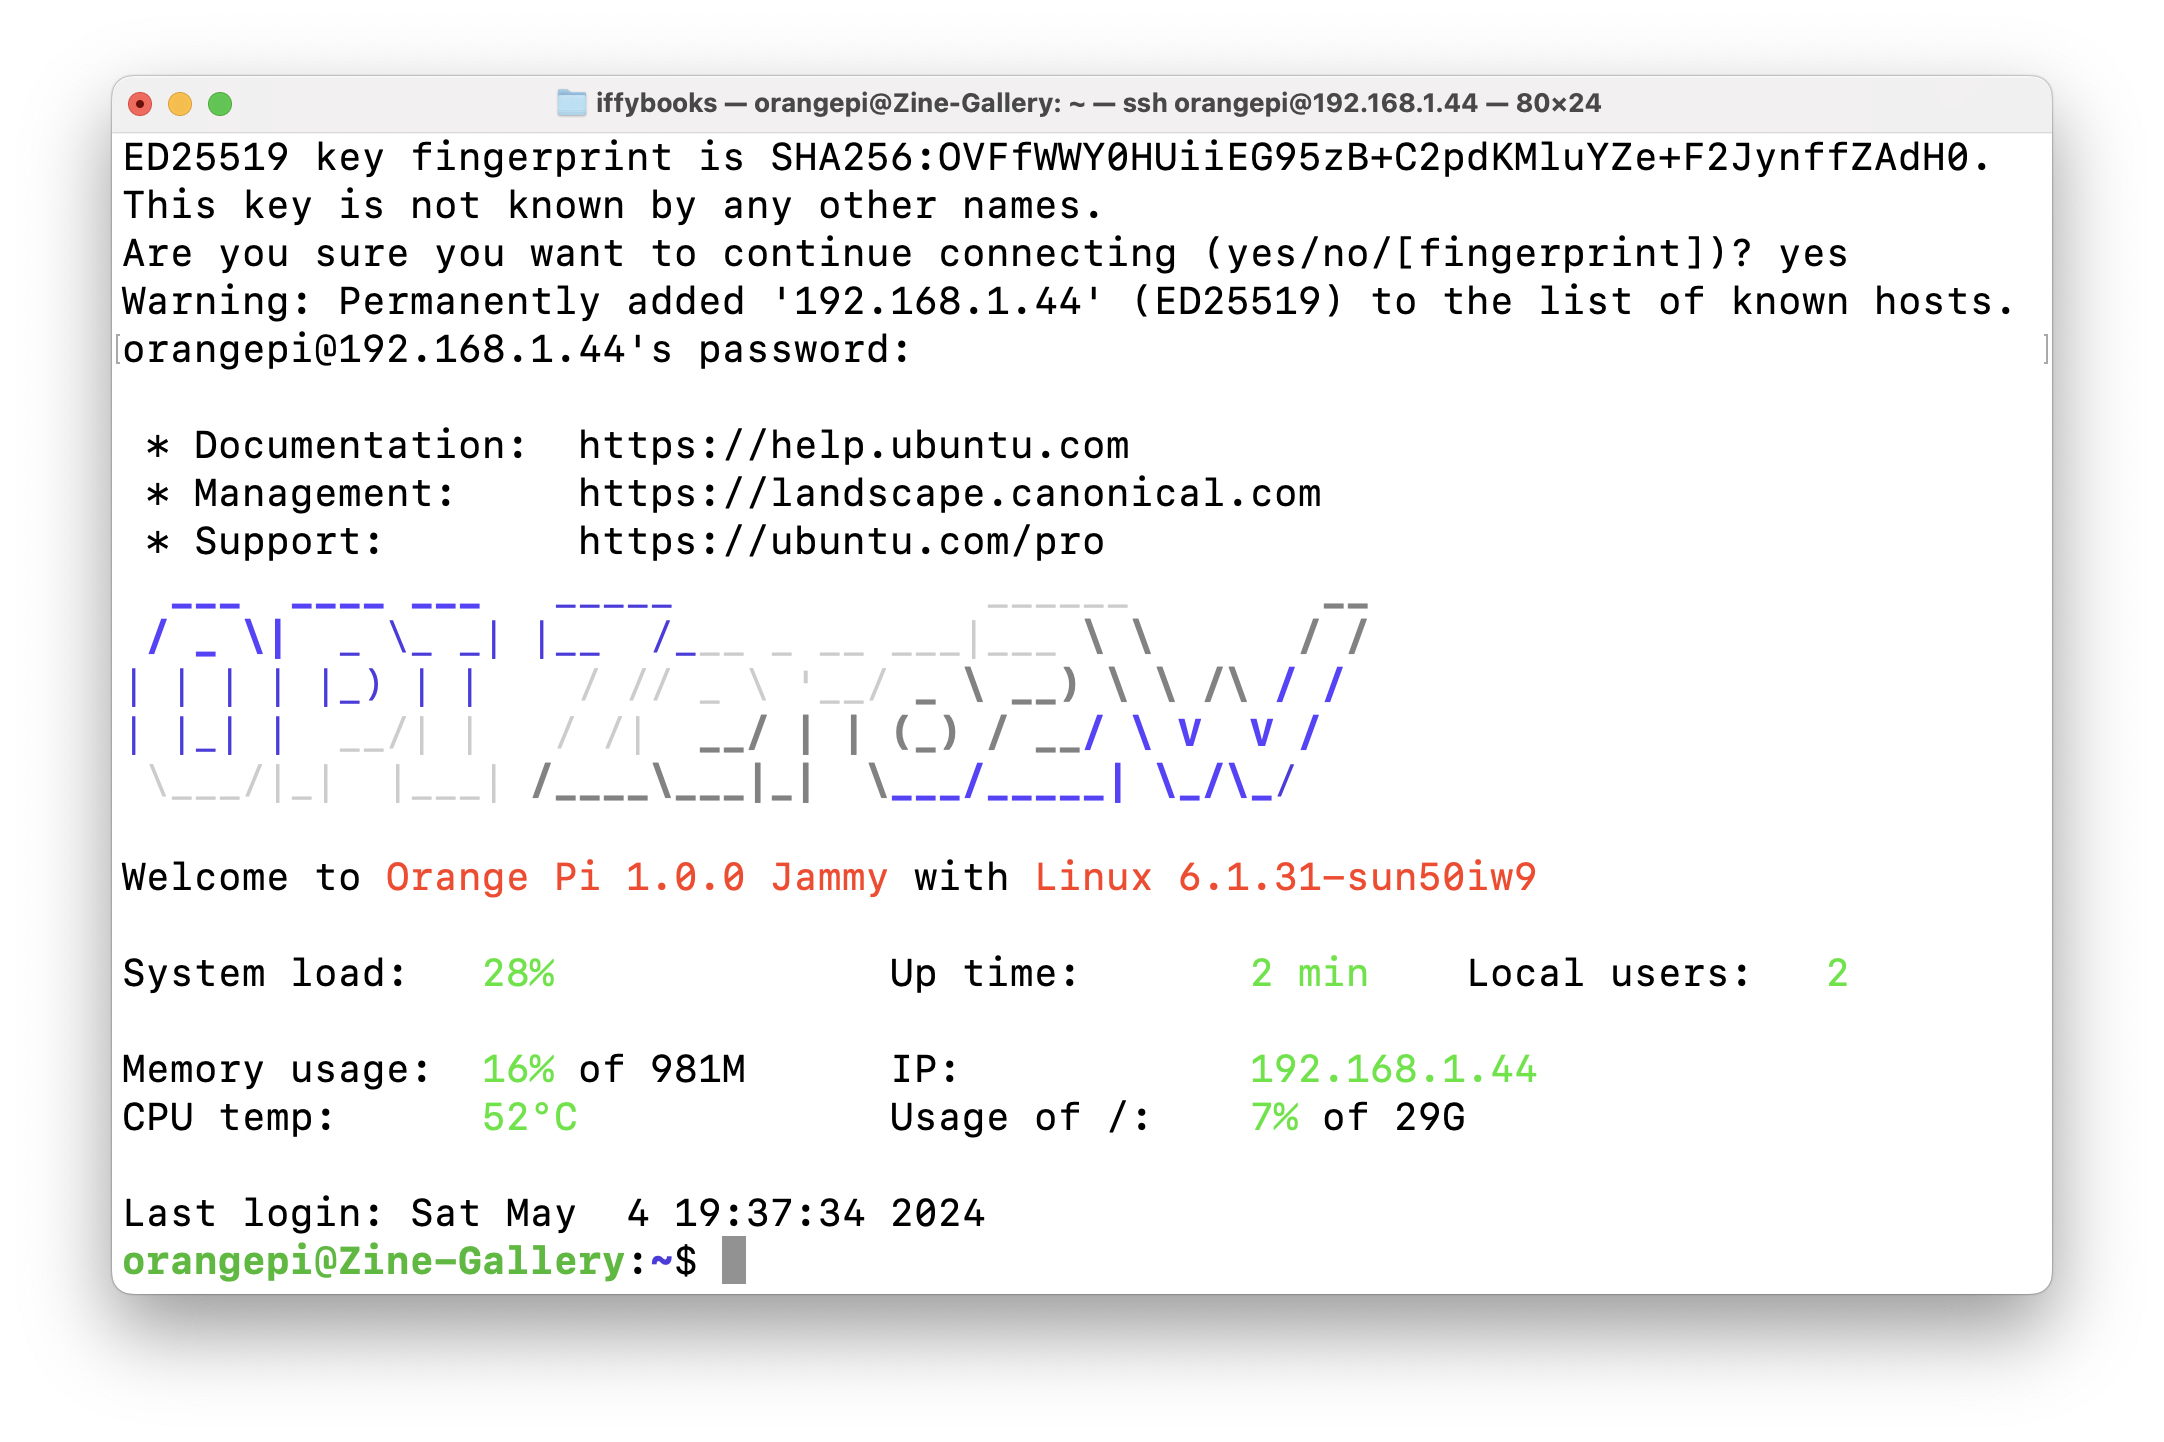 iffybooks — orangepi@Zine-Gallery: ~ — ssh orangepi@192.168.1.44 — 80×24
ED25519 key fingerprint is SHA256:OVFfWWY0HUiiEG95zB+C2pdKMluYZe+F2JynffZAdH0.
This key is not known by any other names.
Are you sure you want to continue connecting (yes/no/[fingerprint])? yes
Warning: Permanently added '192.168.1.44' (ED25519) to the list of known hosts.
orangepi@192.168.1.44's password:
* Documentation:  https://help.ubuntu.com
* Management:     https://landscape.canonical.com
* Support:        https://ubuntu.com/pro
OPI Zero2W
Welcome to Orange Pi 1.0.0 Jammy with Linux 6.1.31-sun50iw9
System load:   28%              Up time:       2 min    Local users:   2
Memory usage:  16% of 981M      IP:            192.168.1.44
CPU temp:      52°C             Usage of /:    7% of 29G
Last login: Sat May  4 19:37:34 2024
orangepi@Zine-Gallery:~$